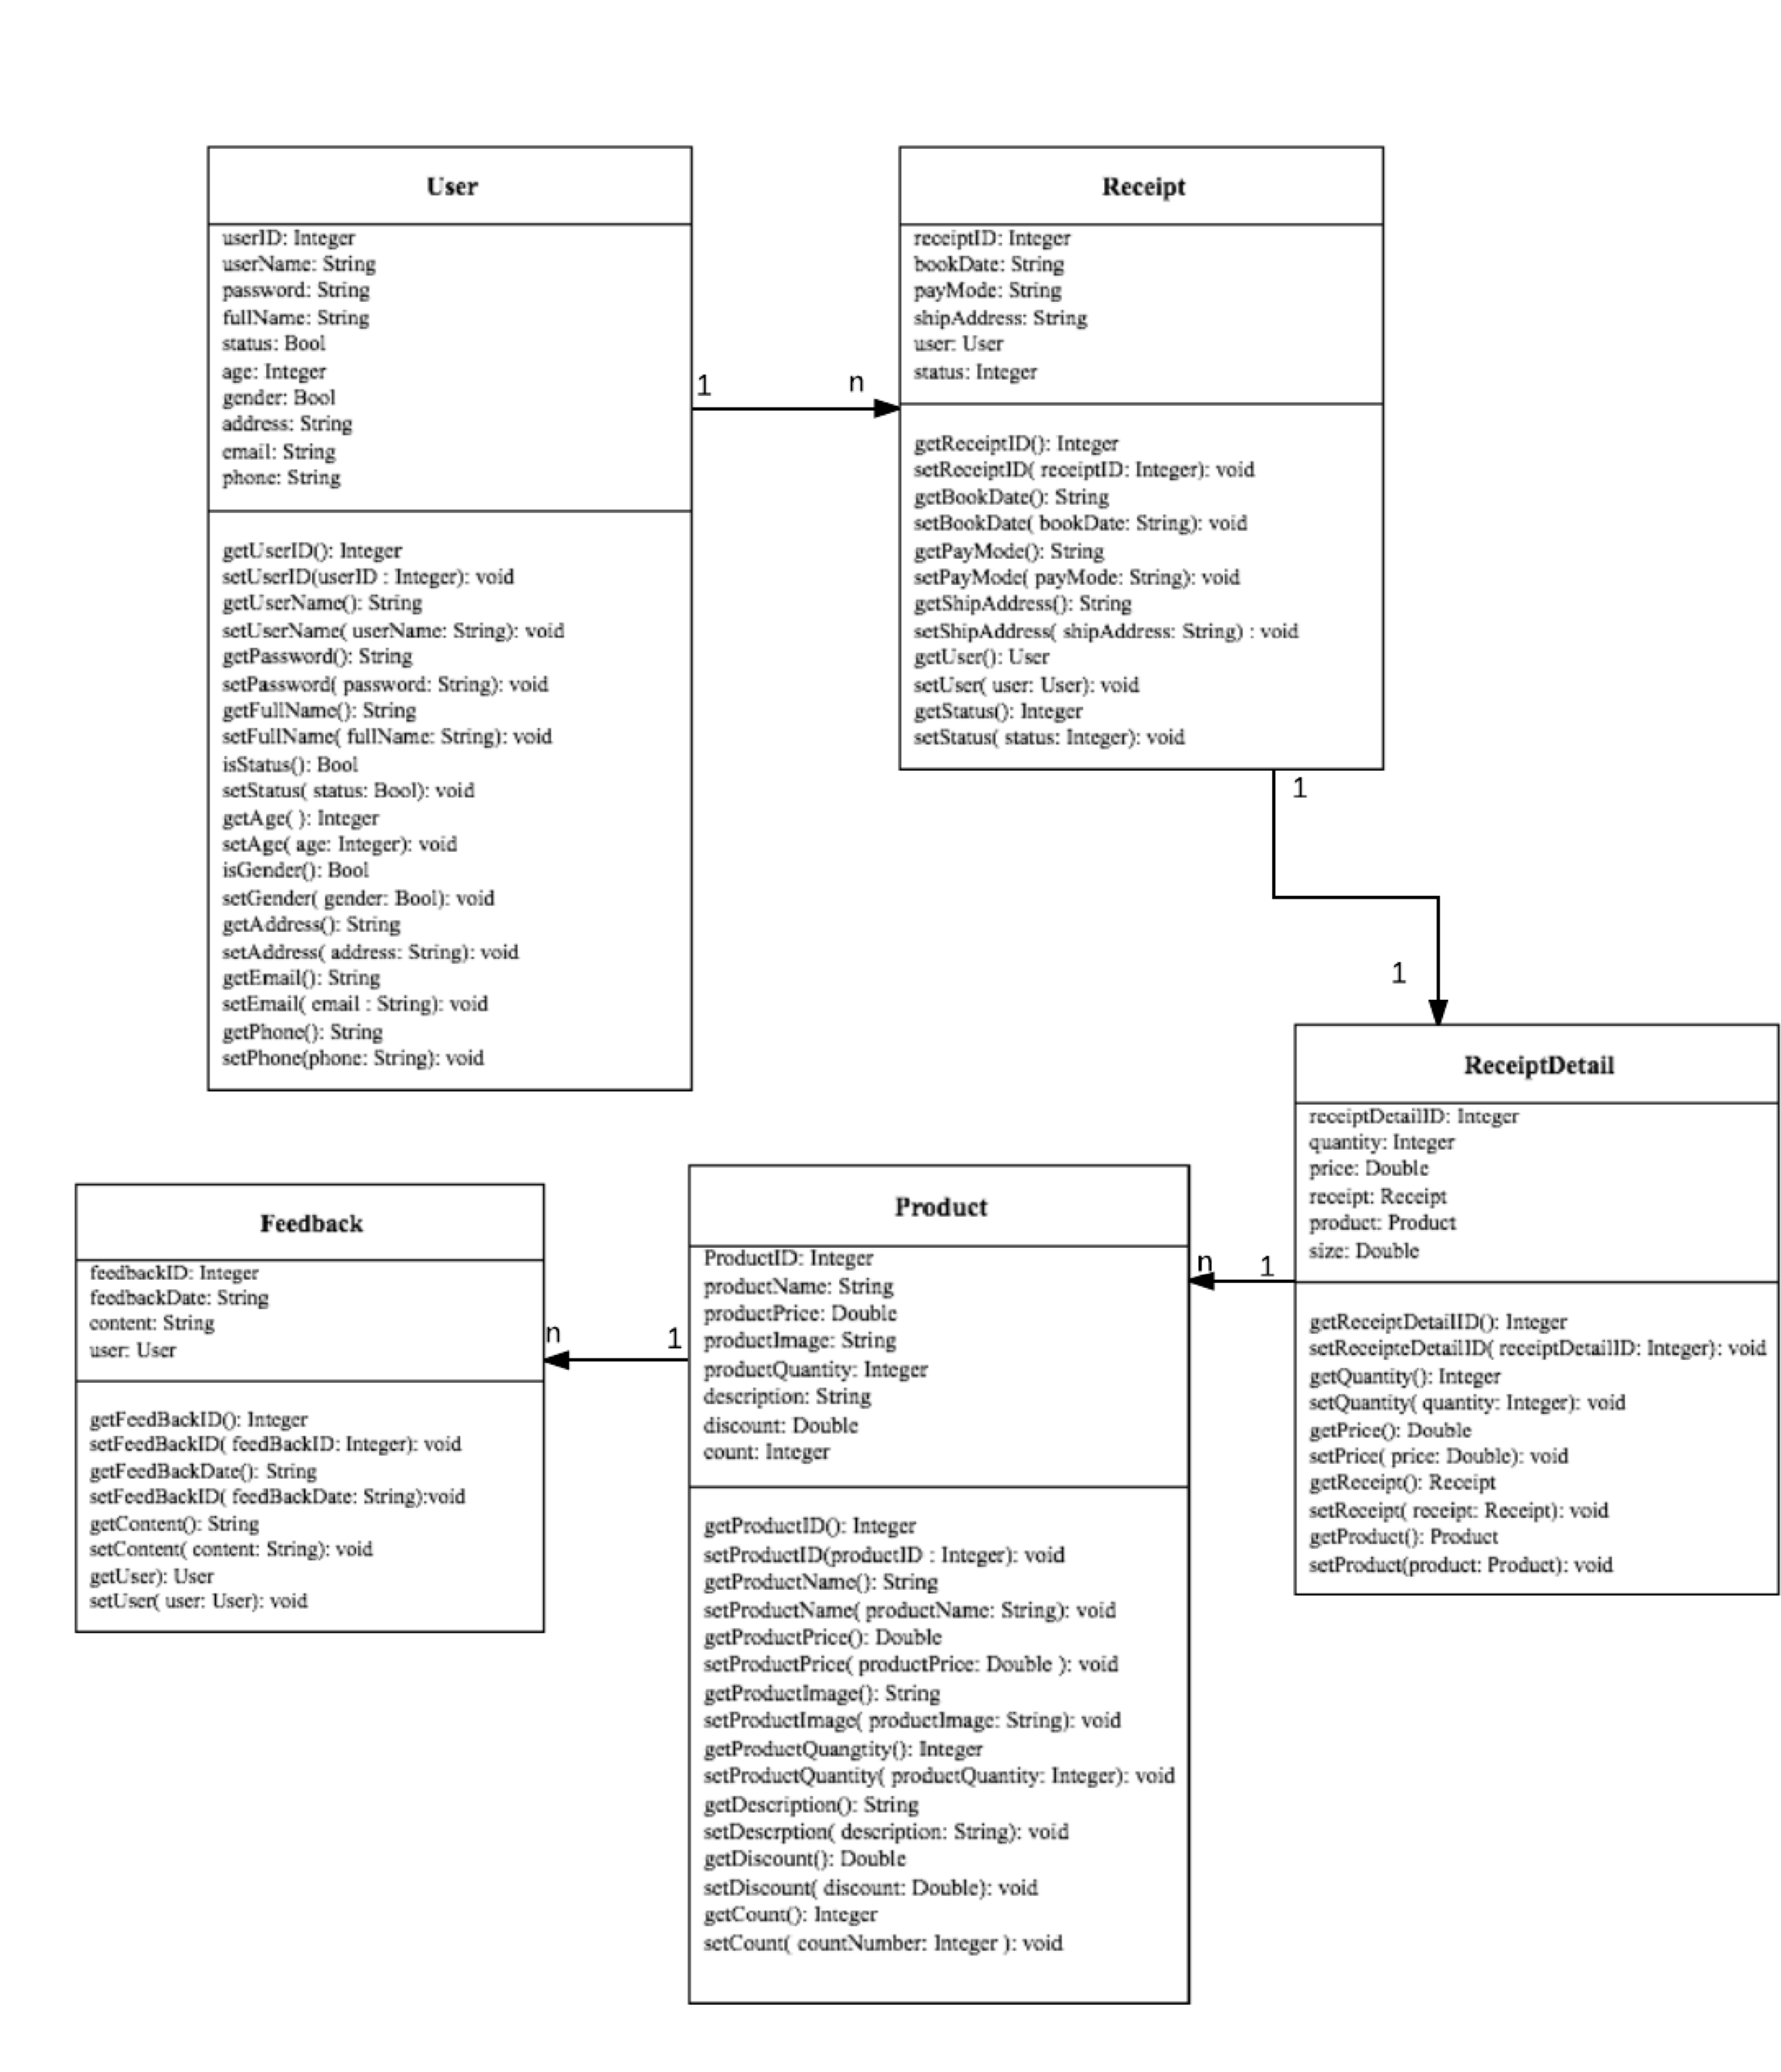 User
userID: Integer
userName: String
password: String
fullName: String
status: Bool
age: Integer
gender: Bool
address: String
email: String
phone: String
getUserID(): Integer
setUserID(userID : Integer): void
getUserName(): String
setUserName( userName: String): void
getPassword(): String
setPassword( password: String): void
getFullName(): String
setFullName( fullName: String): void
isStatus(): Bool
setStatus( status: Bool): void
getAge( ): Integer
setAge( age: Integer): void
isGender(): Bool
setGender( gender: Bool): void
getAddress(): String
setAddress( address: String): void
getEmail(): String
setEmail( email : String): void
getPhone(): String
setPhone(phone: String): void
1
n
Receipt
receiptID: Integer
bookDate: String
payMode: String
shipAddress: String
user: User
status: Integer
getReceiptID(): Integer
setReceiptID( receiptID: Integer): void
getBookDate(): String
setBookDate( bookDate: String): void
getPayMode(): String
setPayMode( payMode: String): void
getShipAddress(): String
setShipAddress( shipAddress: String) : void
getUser(): User
setUser( user: User): void
getStatus(): Integer
setStatus( status: Integer): void
1
1
ReceiptDetail
receiptDetailID: Integer
quantity: Integer
price: Double
receipt: Receipt
product: Product
size: Double
getReceiptDetailID(): Integer
setReceipteDetailID( receiptDetailID: Integer): void
getQuantity(): Integer
setQuantity( quantity: Integer): void
getPrice(): Double
setPrice( price: Double): void
getReceipt(): Receipt
setReceipt( receipt: Receipt): void
getProduct(): Product
setProduct(product: Product): void
n
1
Product
ProductID: Integer
productName: String
productPrice: Double
productImage: String
productQuantity: Integer
description: String
discount: Double
count: Integer
getProductID(): Integer
setProductID(productID : Integer): void
getProductName(): String
setProductName( productName: String): void
getProductPrice(): Double
setProductPrice( productPrice: Double ): void
getProductImage(): String
setProductImage( productImage: String): void
getProductQuangtity(): Integer
setProductQuantity( productQuantity: Integer): void
getDescription(): String
setDescrption( description: String): void
getDiscount(): Double
setDiscount( discount: Double): void
getCount(): Integer
setCount( countNumber: Integer ): void
n
1
Feedback
feedbackID: Integer
feedbackDate: String
content: String
user: User
getFeedBackID(): Integer
setFeedBackID( feedBackID: Integer): void
getFeedBackDate(): String
setFeedBackID( feedBackDate: String):void
getContent(): String
setContent( content: String): void
getUser): User
setUser( user: User): void